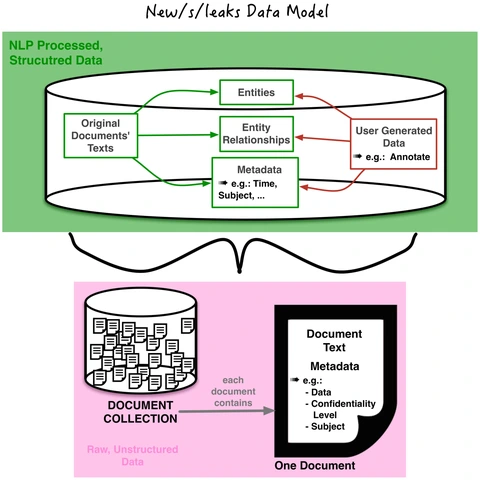 New/s/leaks Data Model
NLP Processed,
Strucutred Data
Entities
Original
Documents'
Texts
Entity
Relationships
User Generated
Data
➠ e.g.: Annotate
Metadata
➠ e.g.: Time,
Subject, ...
Document
Text
Metadata
➠ e.g.:
- Data
- Confidentiality
Level
- Subject
each
document
contains
DOCUMENT
COLLECTION
Raw, Unstructured
Data
One Document